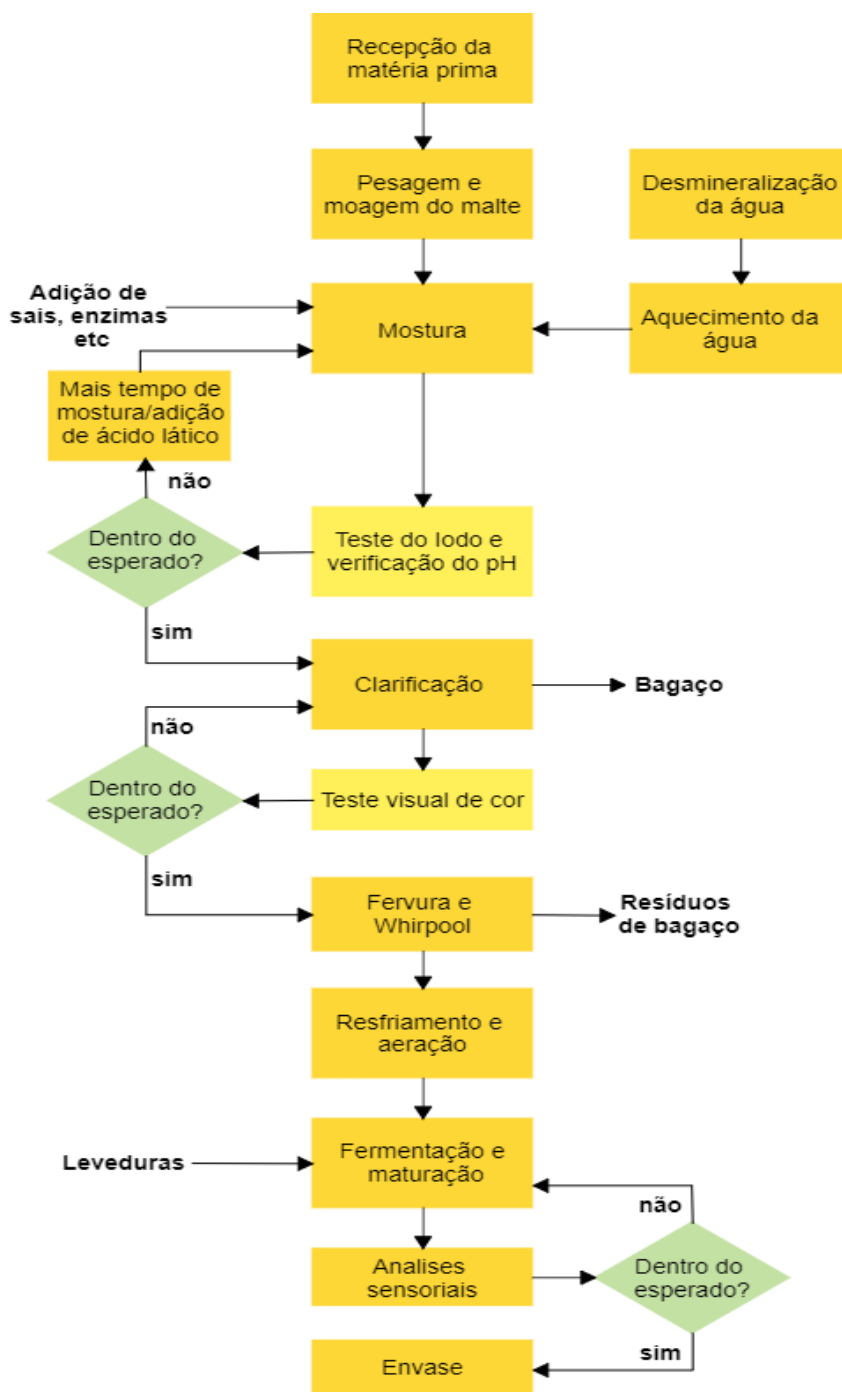 Recepção da
matéria prima
Pesagem e
moagem do malte
Desmineralização
da água
Adição de
sais, enzimas
etc
Mostura
Aquecimento da
água
Mais tempo de
mostura/adição
de ácido lático
não
Dentro do
esperado?
Teste do Iodo e
verificação do pH
sim
Clarificação
Bagaço
não
Dentro do
esperado?
Teste visual de cor
sim
Fervura e
Whirpool
Resíduos
de bagaço
Resfriamento e
aeração
Leveduras
Fermentação e
maturação
não
Analises
sensoriais
Dentro do
esperado?
sim
Envase